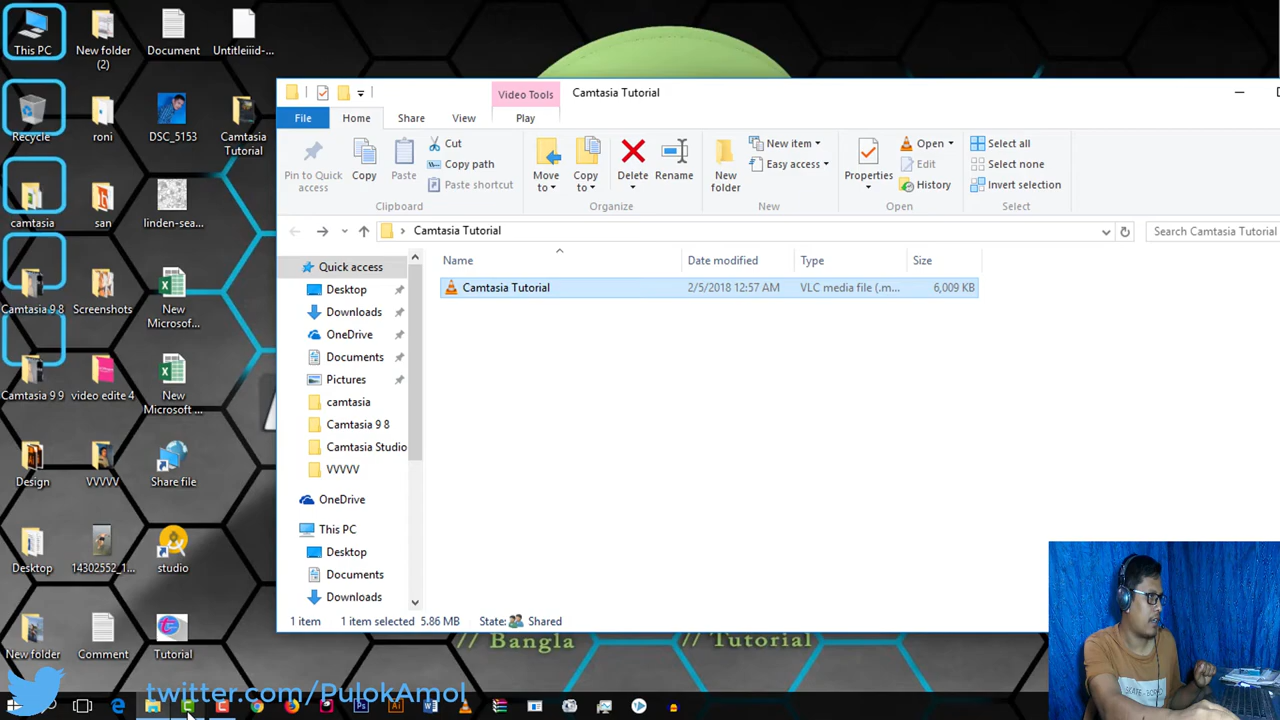 This PC
New folder
(2)
Document
Untitleiiid-...
Recycle
roni
DSC_5153
Camtasia
Tutorial
camtasia
san
linden-sea...
Camtasia 9 8
Screenshots
New
Microsof...
Camtasia 9 9
video edite 4
New
Microsoft ...
Design
VVVVV
Share file
Desktop
14302552_1...
studio
New folder
Comment
Tutorial
Video Tools
Camtasia Tutorial
File
Home
Share
View
Play
Pin to Quick
access
Copy
Paste
Cut
Copy path
Paste shortcut
Clipboard
Move
to
Copy
to
Delete
Rename
Organize
New
folder
New item
Easy access
New
Properties
Open
Edit
History
Open
Select all
Select none
Invert selection
Select
Camtasia Tutorial
Search Camtasia Tutorial
Name
Date modified
Type
Size
Camtasia Tutorial
2/5/2018 12:57 AM
VLC media file (.m...
6,009 KB
Quick access
Desktop
Downloads
OneDrive
Documents
Pictures
camtasia
Camtasia 9 8
Camtasia Studio
VVVVV
OneDrive
This PC
Desktop
Documents
Downloads
1 item
1 item selected
5.86 MB
State:
Shared
// Bangla
// Tutorial
twitter.com/PulokAmol